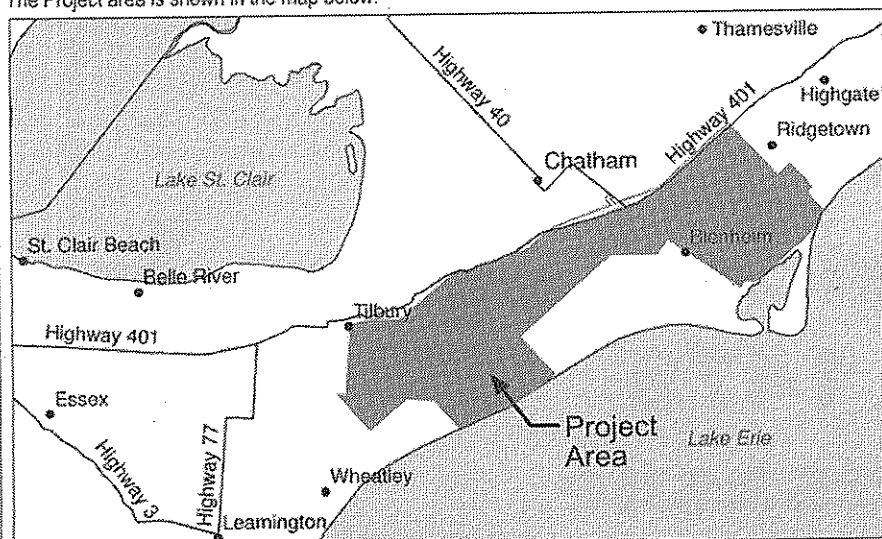 The Project area is shown in the map below.
Thamesville
Highway 40
Highway 401
Highgate
Ridgetown
Chatham
Lake St. Clair
St. Clair Beach
Belle River
Blenheim
Tilbury
Highway 401
Essex
Project
Area
Lake Erie
Highway 77
Highway 3
Wheatley
Leamington